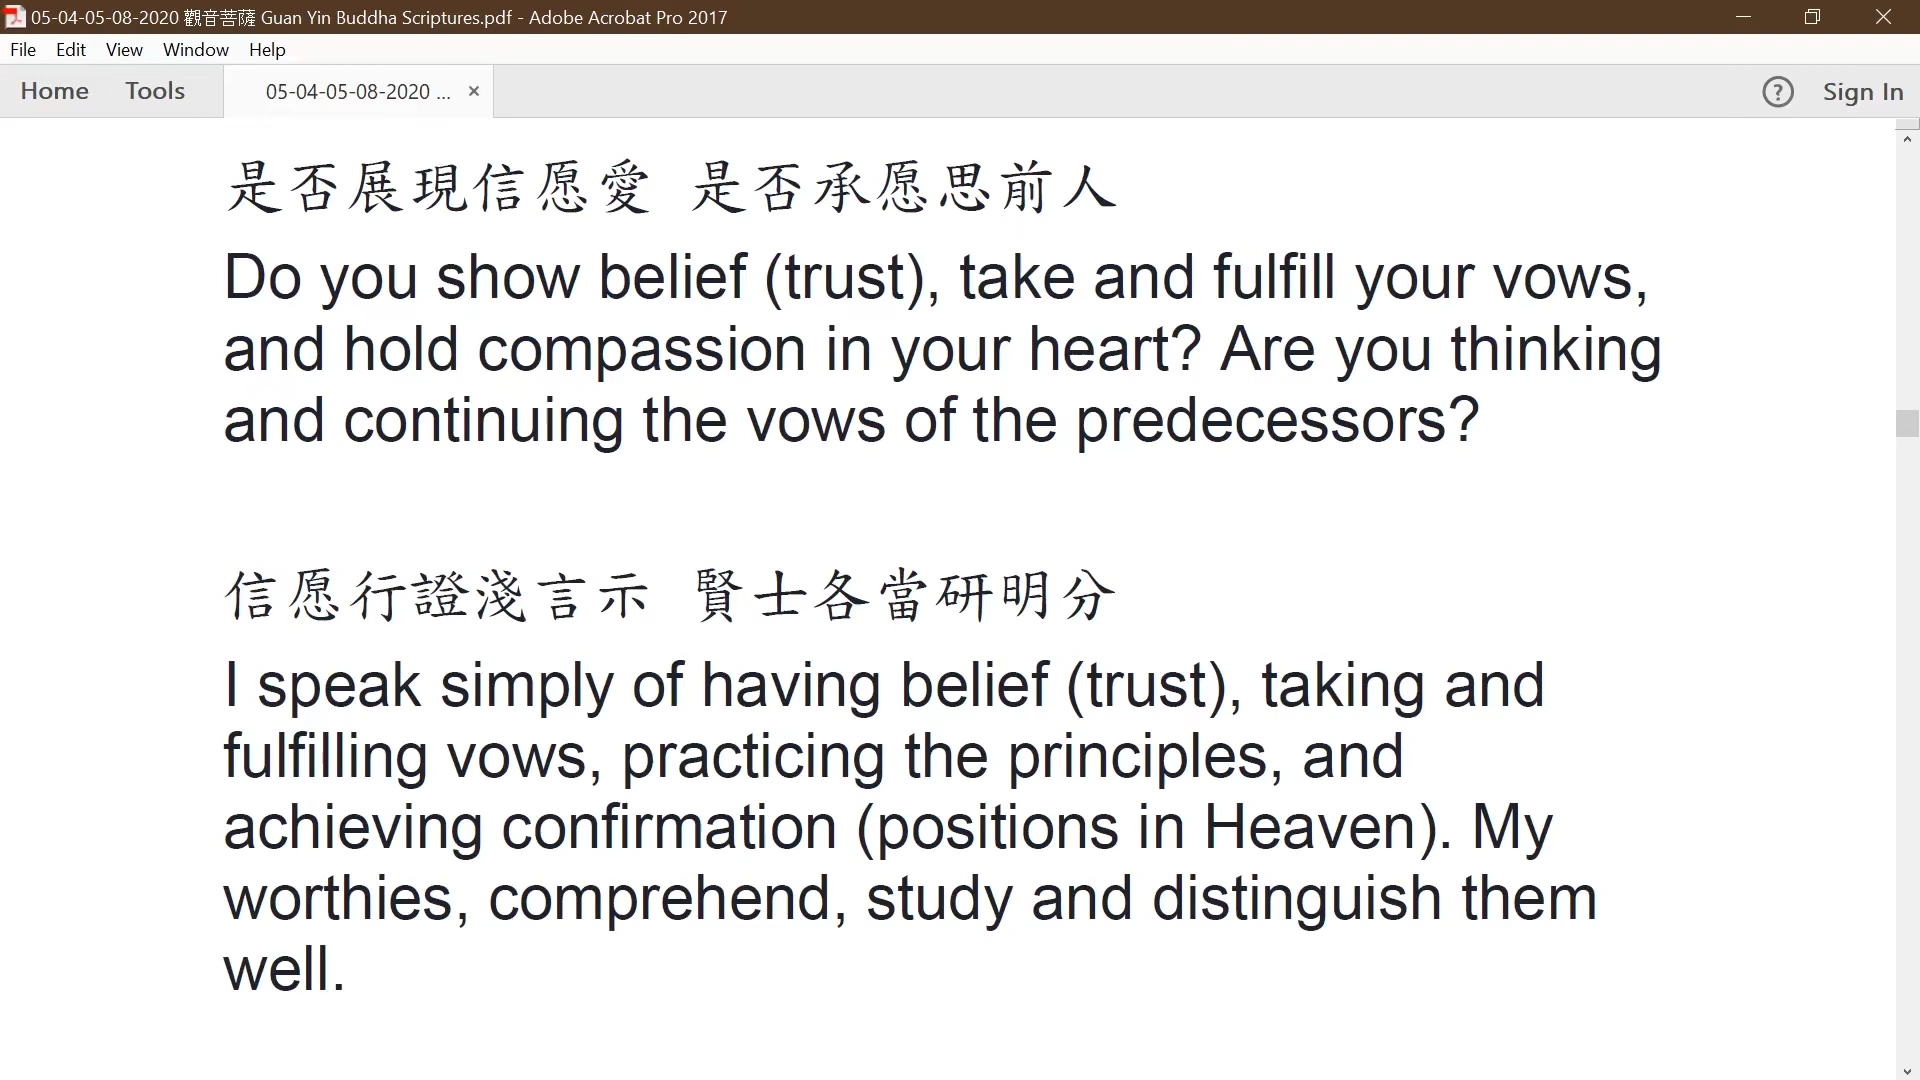 05-04-05-08-2020 觀音菩薩 Guan Yin Buddha Scriptures.pdf - Adobe Acrobat Pro 2017
File Edit View Window Help
Home Tools 05-04-05-08-2020 ... × ? Sign In
是否展現信愿愛 是否承愿思前人
Do you show belief (trust), take and fulfill your vows,
and hold compassion in your heart? Are you thinking
and continuing the vows of the predecessors?
信愿行證淺言示 賢士各當研明分
I speak simply of having belief (trust), taking and
fulfilling vows, practicing the principles, and
achieving confirmation (positions in Heaven). My
worthies, comprehend, study and distinguish them
well.